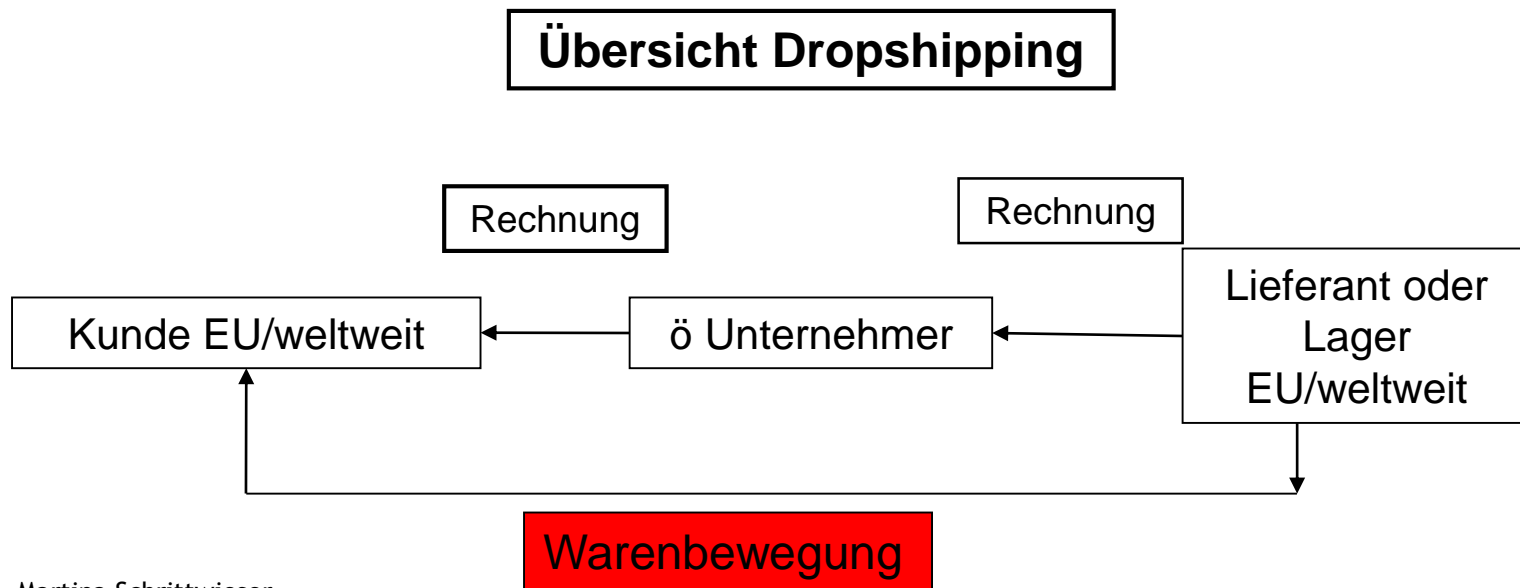 Übersicht Dropshipping
Rechnung
Rechnung
Kunde EU/weltweit
ö Unternehmer
Lieferant oder
Lager
EU/weltweit
Warenbewegung